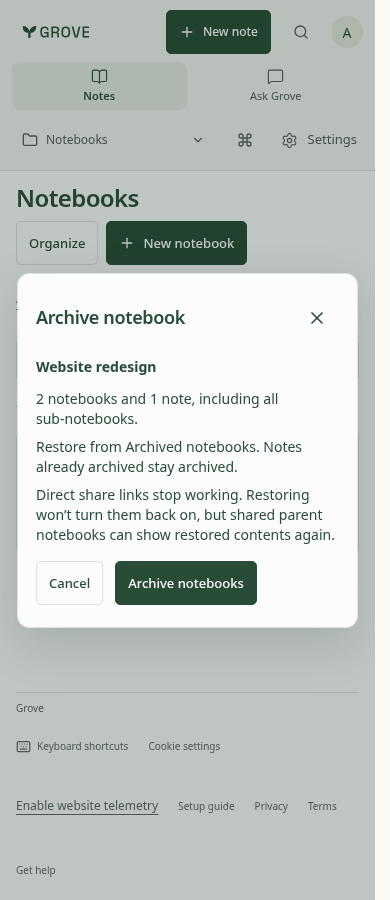 GROVE
New note
A
Notes
Ask Grove
Notebooks
Settings
Notebooks
Organize
New notebook
Archive notebook
Website redesign
2 notebooks and 1 note, including all
sub-notebooks.
Restore from Archived notebooks. Notes
already archived stay archived.
Direct share links stop working. Restoring
won’t turn them back on, but shared parent
notebooks can show restored contents again.
Cancel
Archive notebooks
Grove
Keyboard shortcuts
Cookie settings
Enable website telemetry
Setup guide
Privacy
Terms
Get help